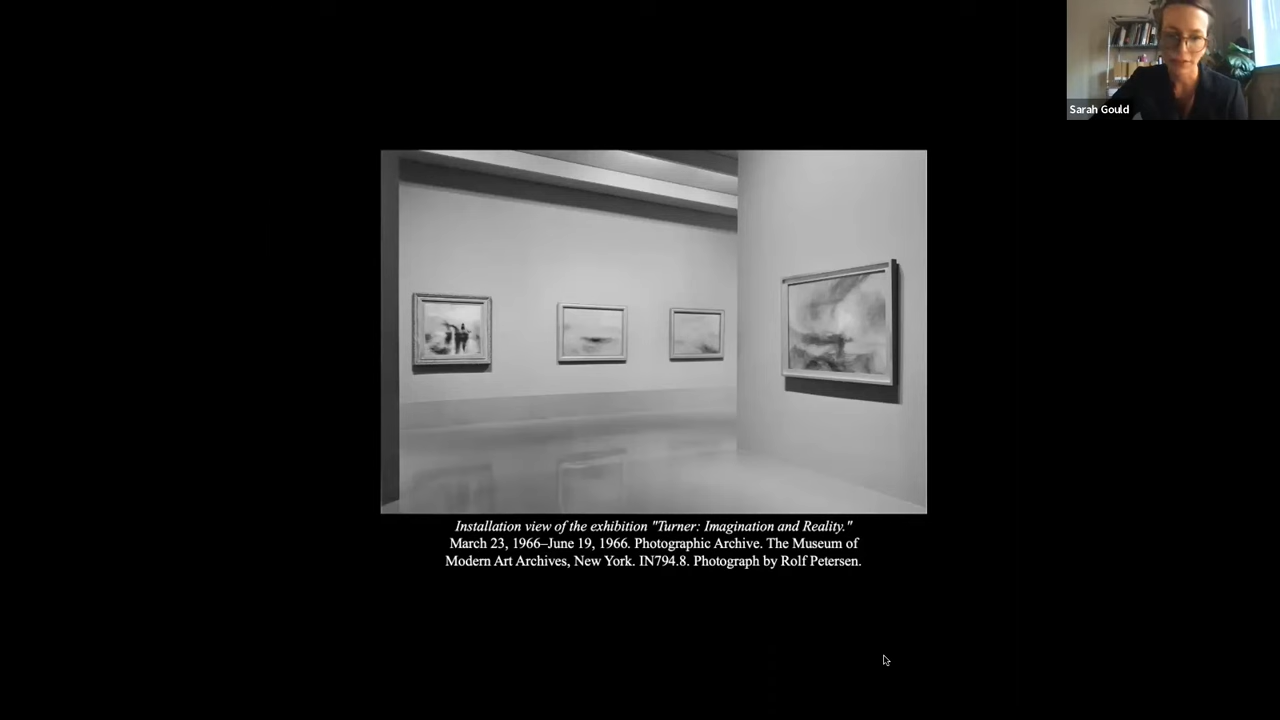 Sarah Gould
Installation view of the exhibition "Turner: Imagination and Reality."
March 23, 1966–June 19, 1966. Photographic Archive. The Museum of
Modern Art Archives, New York. IN794.8. Photograph by Rolf Petersen.